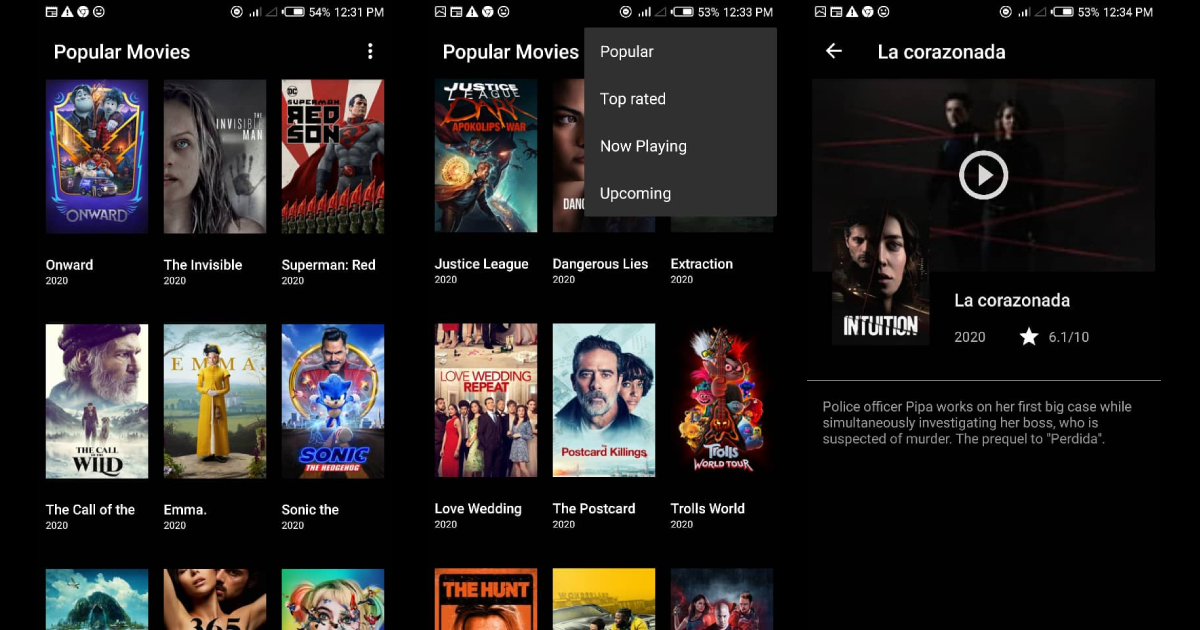 54% 12:31 PM
Popular Movies
ONWARD
THE
INVISIBLE
MAN
DC
SUPERMAN
RED
SON
Onward
2020
The Invisible
2020
Superman: Red
2020
THE CALL
OF THE
WILD
EMMA.
SONIC
THE HEDGEHOG
The Call of the
2020
Emma.
2020
Sonic the
2020
365
53% 12:33 PM
Popular Movies
Popular
Top rated
Now Playing
Upcoming
JUSTICE
LEAGUE
DARK
APOKOLIPS WAR
DANG
Justice League
2020
Dangerous Lies
2020
Extraction
2020
LOVE WEDDING
REPEAT
Postcard Killings
Trolls
WORLD TOUR
Love Wedding
2020
The Postcard
2020
Trolls World
2020
THE HUNT
53% 12:34 PM
La corazonada
INTUITION
La corazonada
2020 6.1/10
Police officer Pipa works on her first big case while
simultaneously investigating her boss, who is
suspected of murder. The prequel to "Perdida".